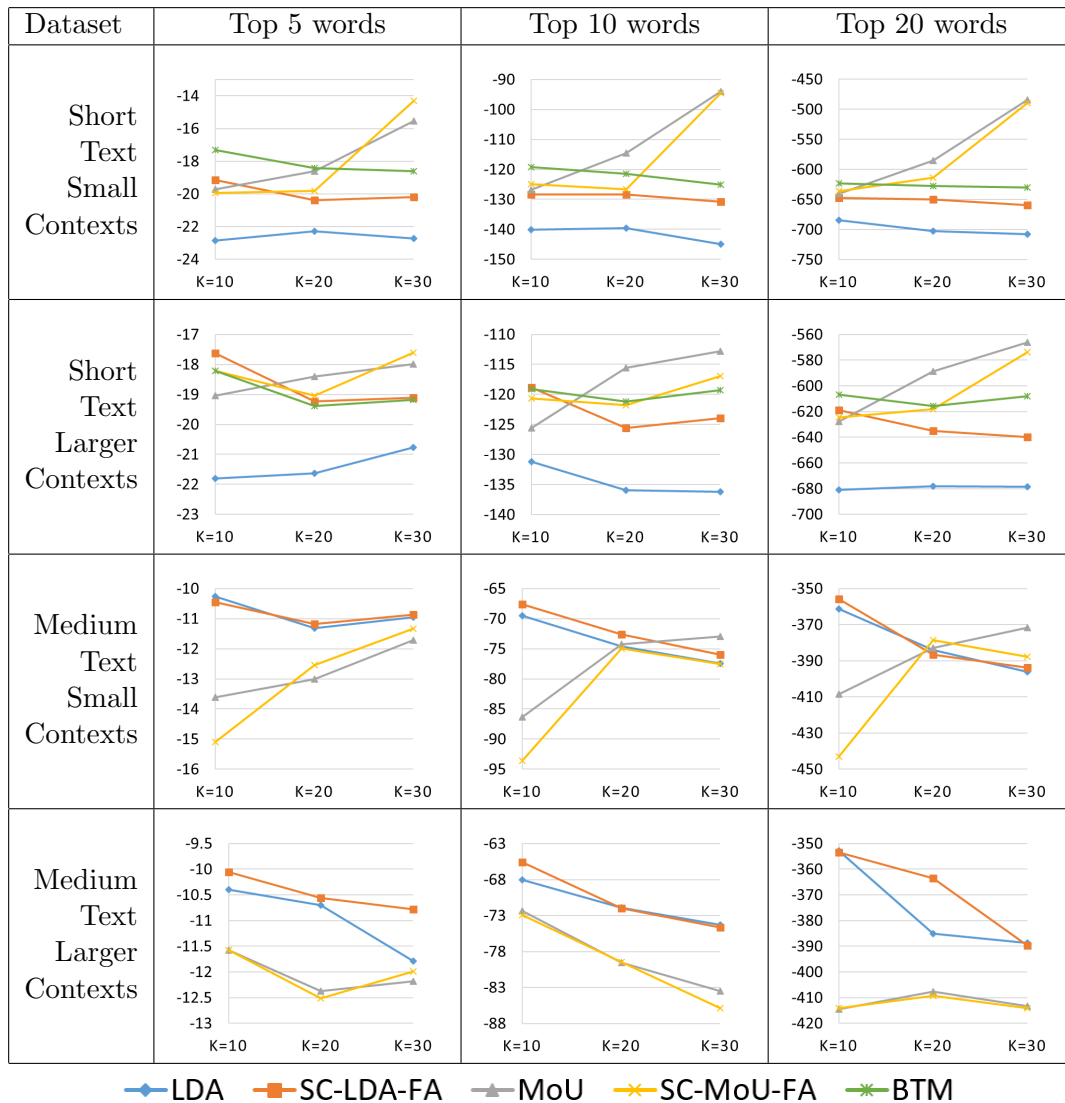 Dataset Top 5 words Top 10 words Top 20 words
Short
Text
Small
Contexts
-14
-16
-18
-20
-22
-24
K=10 K=20 K=30
-90
-100
-110
-120
-130
-140
-150
K=10 K=20 K=30
-450
-500
-550
-600
-650
-700
-750
K=10 K=20 K=30
Short
Text
Larger
Contexts
-17
-18
-19
-20
-21
-22
-23
K=10 K=20 K=30
-110
-115
-120
-125
-130
-135
-140
K=10 K=20 K=30
-560
-580
-600
-620
-640
-660
-680
-700
K=10 K=20 K=30
Medium
Text
Small
Contexts
-10
-11
-12
-13
-14
-15
-16
K=10 K=20 K=30
-65
-70
-75
-80
-85
-90
-95
K=10 K=20 K=30
-350
-370
-390
-410
-430
-450
K=10 K=20 K=30
Medium
Text
Larger
Contexts
-9.5
-10
-10.5
-11
-11.5
-12
-12.5
-13
K=10 K=20 K=30
-63
-68
-73
-78
-83
-88
K=10 K=20 K=30
-350
-360
-370
-380
-390
-400
-410
-420
K=10 K=20 K=30
LDA SC-LDA-FA MoU SC-MoU-FA BTM